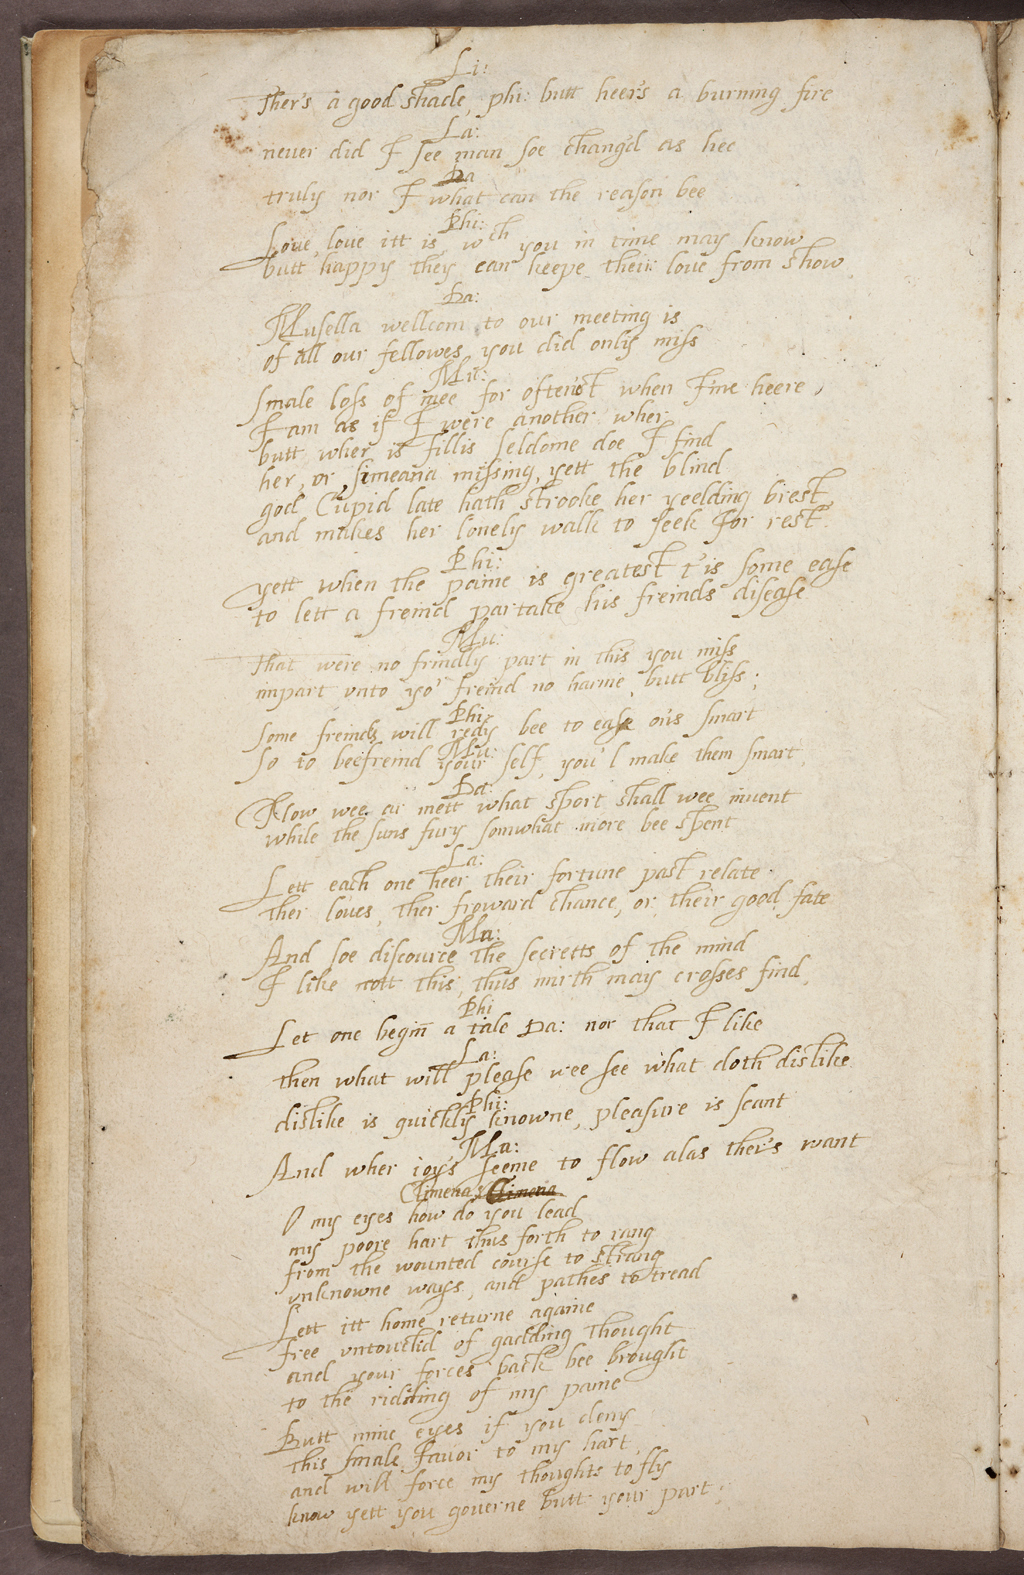 Li:
Ther's a good shade, phi: butt heer's a burning fire
La:
never did I see man soe chang'd as hee
Da
truly nor I what can the reason bee
Phi:
Love, love itt is, wch you in time may know
butt happy they can keepe their love from show
Da:
Musella wellcom to our meeting is
of all our fellowes you did only miss
Mu:
Smale loss of mee for oftenest when I'me heere,
I am as if I were another wher
butt wher is Fillis seldome doe I find
her, or Simeana missing, yett the blind
god Cupid late hath strooke her yeelding brest,
and makes her lonely walk to seek for rest.
Phi:
yett when the paine is greatest t'is some ease
to lett a freind partake his freinds disease
Mu:
That were no frindly part in this you miss
impart vnto yor freind no harme, butt bliss;
Phi:
Some freinds will redy bee to ease on's smart
Mu:
So to beefreind your self, you'l make them smart,
Da:
Now wee ar mett what sport shall wee invent
while the suns fury somwhat more bee spent
La:
Lett each one heer their fortune past relate
ther loues, ther froward chance, or their good fate
Mu:
And soe discource the secretts of the mind
I like nott this, thus mirth may crosses find,
Phi
Let one begin a tale Da: nor that I like
La:
then what will please wee see what doth dislike
Phi:
dislike is quickly knowne, pleasure is scant
Mu:
And wher ioy's seeme to flow alas ther's want
Climena's Climena
O my eyes how do you lead
my poore hart thus forth to rang
from the wounted course to strang
vnknowne ways, and pathes to tread
Lett itt home returne againe
free vntouched of gadding thought
and your forces back bee brought
to the ridding of my paine
Butt mine eyes if you deny
this smale favor to my hart,
and will force my thoughts to fly
know yett you governe butt your part;